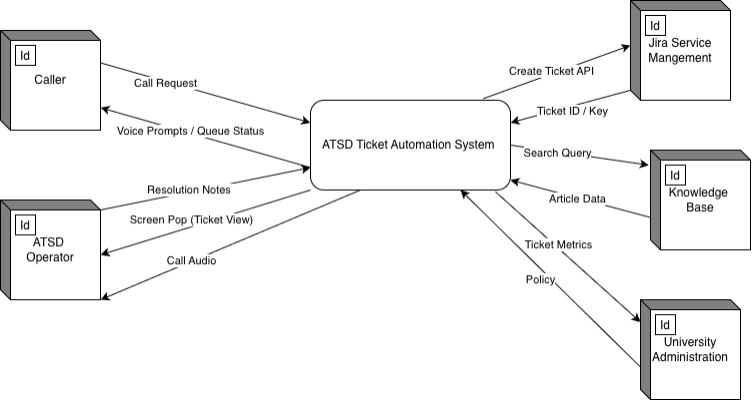 Id
Caller
Call Request
Voice Prompts / Queue Status
Id
ATSD
Operator
Resolution Notes
Screen Pop (Ticket View)
Call Audio
ATSD Ticket Automation System
Create Ticket API
Ticket ID / Key
Id
Jira Service
Mangement
Search Query
Article Data
Id
Knowledge
Base
Ticket Metrics
Policy
Id
University
Administration